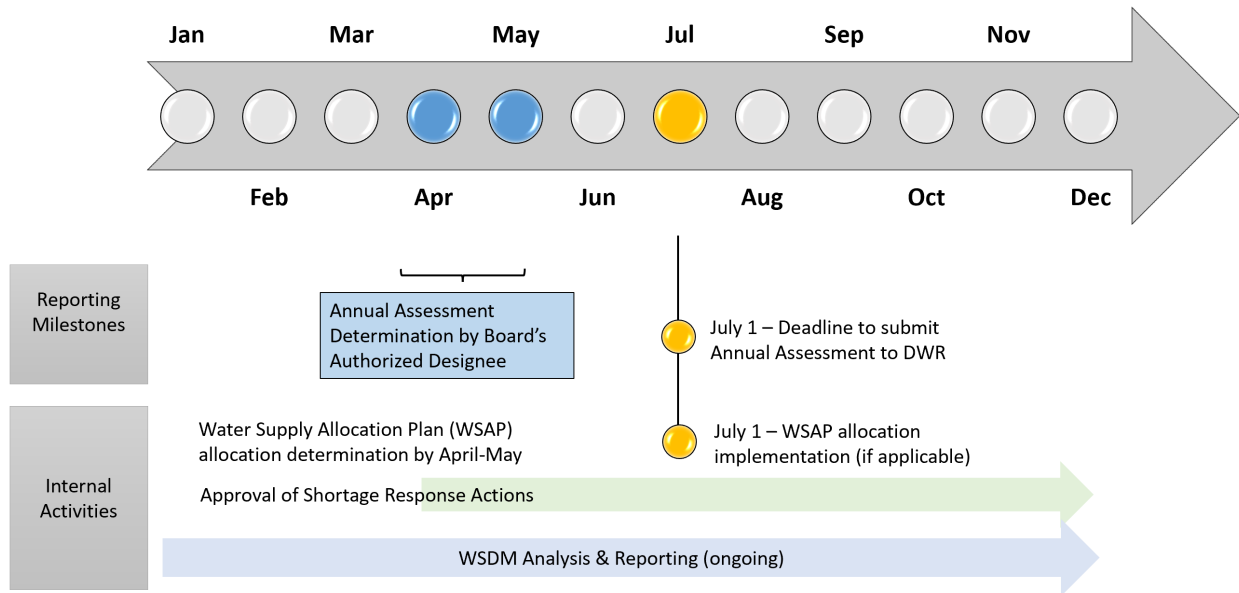 Jan Mar May Jul Sep Nov
Feb Apr Jun Aug Oct Dec
Reporting
Milestones
Annual Assessment
Determination by Board’s
Authorized Designee
July 1 – Deadline to submit
Annual Assessment to DWR
Internal
Activities
Water Supply Allocation Plan (WSAP)
allocation determination by April-May
July 1 – WSAP allocation
implementation (if applicable)
Approval of Shortage Response Actions
WSDM Analysis & Reporting (ongoing)